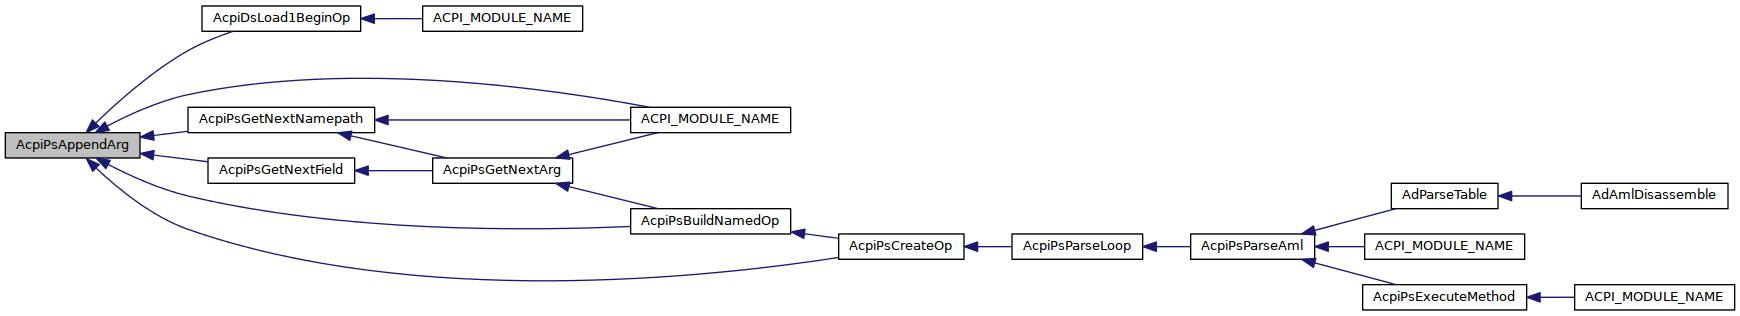 AcpiDsLoad1BeginOp
ACPI_MODULE_NAME
AcpiPsGetNextNamepath
ACPI_MODULE_NAME
AcpiPsAppendArg
AcpiPsGetNextField
AcpiPsGetNextArg
AdParseTable
AdAmlDisassemble
AcpiPsBuildNamedOp
AcpiPsCreateOp
AcpiPsParseLoop
AcpiPsParseAml
ACPI_MODULE_NAME
AcpiPsExecuteMethod
ACPI_MODULE_NAME